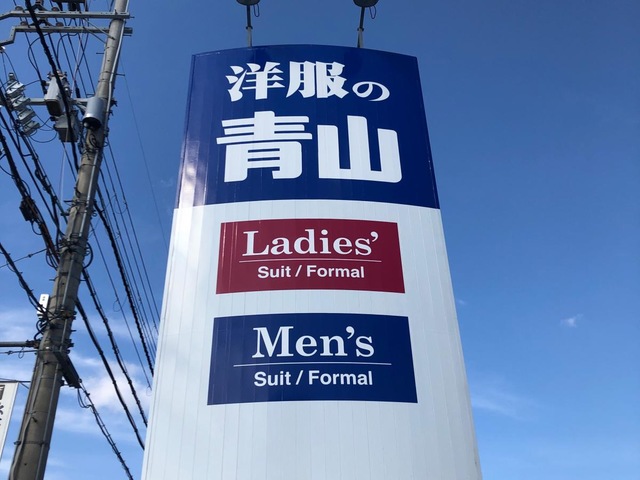 洋服の
青山
Ladies'
Suit / Formal
Men's
Suit / Formal